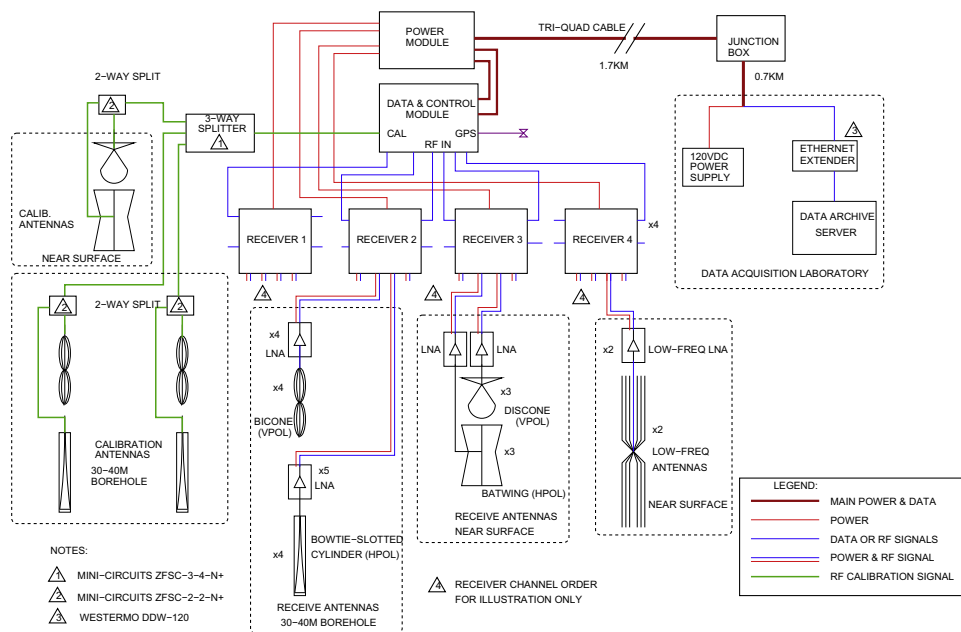 TRI−QUAD CABLE
POWER
MODULE
JUNCTION
BOX
1.7KM
0.7KM
2−WAY SPLIT
2
3−WAY
SPLITTER
1
DATA & CONTROL
MODULE
CAL
GPS
RF IN
3
120VDC
POWER
SUPPLY
ETHERNET
EXTENDER
DATA ARCHIVE
SERVER
DATA ACQUISITION LABORATORY
CALIB.
ANTENNAS
NEAR SURFACE
RECEIVER 1
RECEIVER 2
RECEIVER 3
RECEIVER 4
x4
4
4
4
2−WAY SPLIT
2
2
CALIBRATION
ANTENNAS
30−40M
BOREHOLE
x4
LNA
x4
BICONE
(VPOL)
x5
LNA
x4
BOWTIE−SLOTTED
CYLINDER (HPOL)
RECEIVE ANTENNAS
30−40M BOREHOLE
LNA
LNA
x3
DISCONE
(VPOL)
x3
BATWING (HPOL)
RECEIVE ANTENNAS
NEAR SURFACE
x2
LOW−FREQ LNA
x2
LOW−FREQ
ANTENNAS
NEAR SURFACE
4
RECEIVER CHANNEL ORDER
FOR ILLUSTRATION ONLY
NOTES:
1 MINI−CIRCUITS ZFSC−3−4−N+
2 MINI−CIRCUITS ZFSC−2−2−N+
3 WESTERMO DDW−120
LEGEND:
MAIN POWER & DATA
POWER
DATA OR RF SIGNALS
POWER & RF SIGNAL
RF CALIBRATION SIGNAL